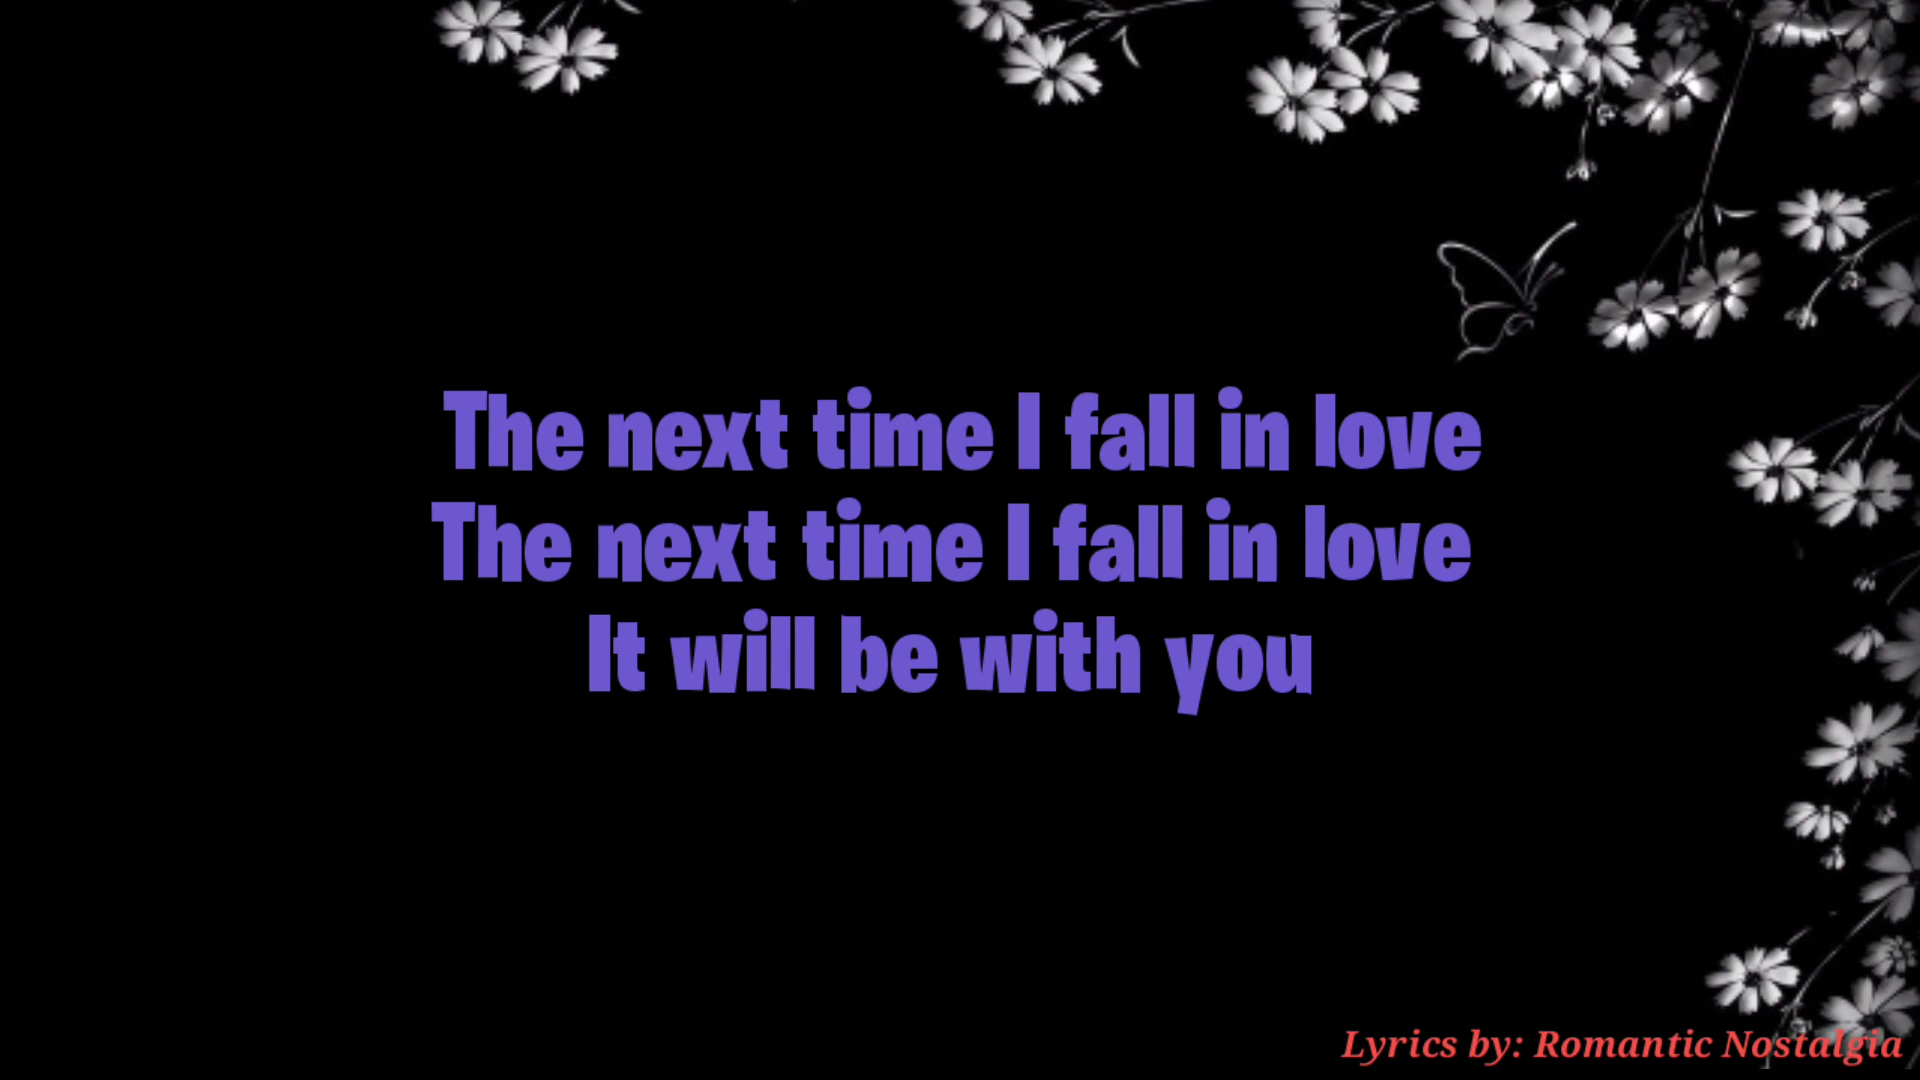 The next time I fall in love
The next time I fall in love
It will be with you
Lyrics by: Romantic Nostalgia